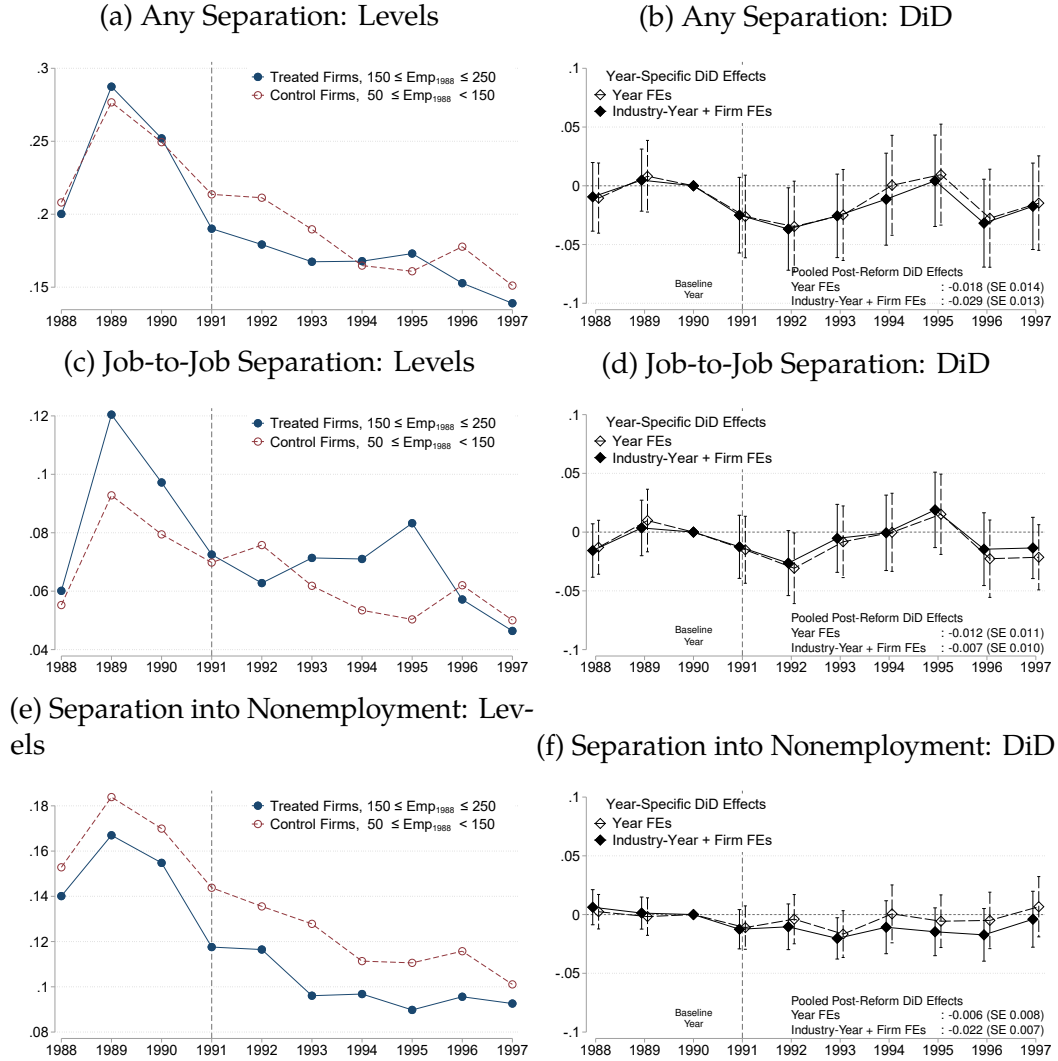 (a) Any Separation: Levels
.3
.25
.2
.15
Treated Firms, 150 ≤ Emp1988 ≤ 250
Control Firms, 50 ≤ Emp1988 < 150
1988 1989 1990 1991 1992 1993 1994 1995 1996 1997
(b) Any Separation: DiD
.1
.05
0
-.05
-.1
Year-Specific DiD Effects
Year FEs
Industry-Year + Firm FEs
Baseline
Year
Pooled Post-Reform DiD Effects
Year FEs : -0.018 (SE 0.014)
Industry-Year + Firm FEs : -0.029 (SE 0.013)
1988 1989 1990 1991 1992 1993 1994 1995 1996 1997
(c) Job-to-Job Separation: Levels
.12
.1
.08
.06
.04
Treated Firms, 150 ≤ Emp1988 ≤ 250
Control Firms, 50 ≤ Emp1988 < 150
1988 1989 1990 1991 1992 1993 1994 1995 1996 1997
(d) Job-to-Job Separation: DiD
.1
.05
0
-.05
-.1
Year-Specific DiD Effects
Year FEs
Industry-Year + Firm FEs
Baseline
Year
Pooled Post-Reform DiD Effects
Year FEs : -0.012 (SE 0.011)
Industry-Year + Firm FEs : -0.007 (SE 0.010)
1988 1989 1990 1991 1992 1993 1994 1995 1996 1997
(e) Separation into Nonemployment: Lev-
els
.18
.16
.14
.12
.1
.08
Treated Firms, 150 ≤ Emp1988 ≤ 250
Control Firms, 50 ≤ Emp1988 < 150
1988 1989 1990 1991 1992 1993 1994 1995 1996 1997
(f) Separation into Nonemployment: DiD
.1
.05
0
-.05
-.1
Year-Specific DiD Effects
Year FEs
Industry-Year + Firm FEs
Baseline
Year
Pooled Post-Reform DiD Effects
Year FEs : -0.006 (SE 0.008)
Industry-Year + Firm FEs : -0.022 (SE 0.007)
1988 1989 1990 1991 1992 1993 1994 1995 1996 1997